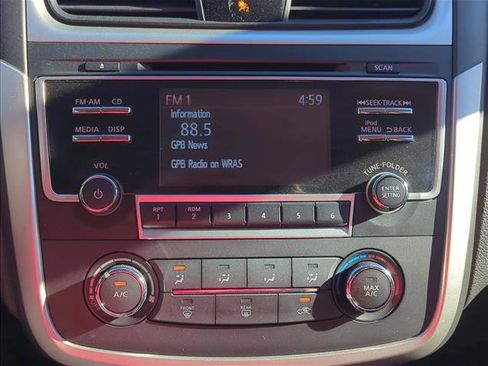 SCAN
FM 1 4:59
Information
88.5
GPB News
GPB Radio on WRAS
FM·AM CD
MEDIA DISP
SEEK·TRACK
iPod
MENU BACK
VOL
TUNE·FOLDER
ENTER
SETTING
RPT RDM
1 2 3 4 5 6
A/C
MAX
A/C
FRONT
REAR